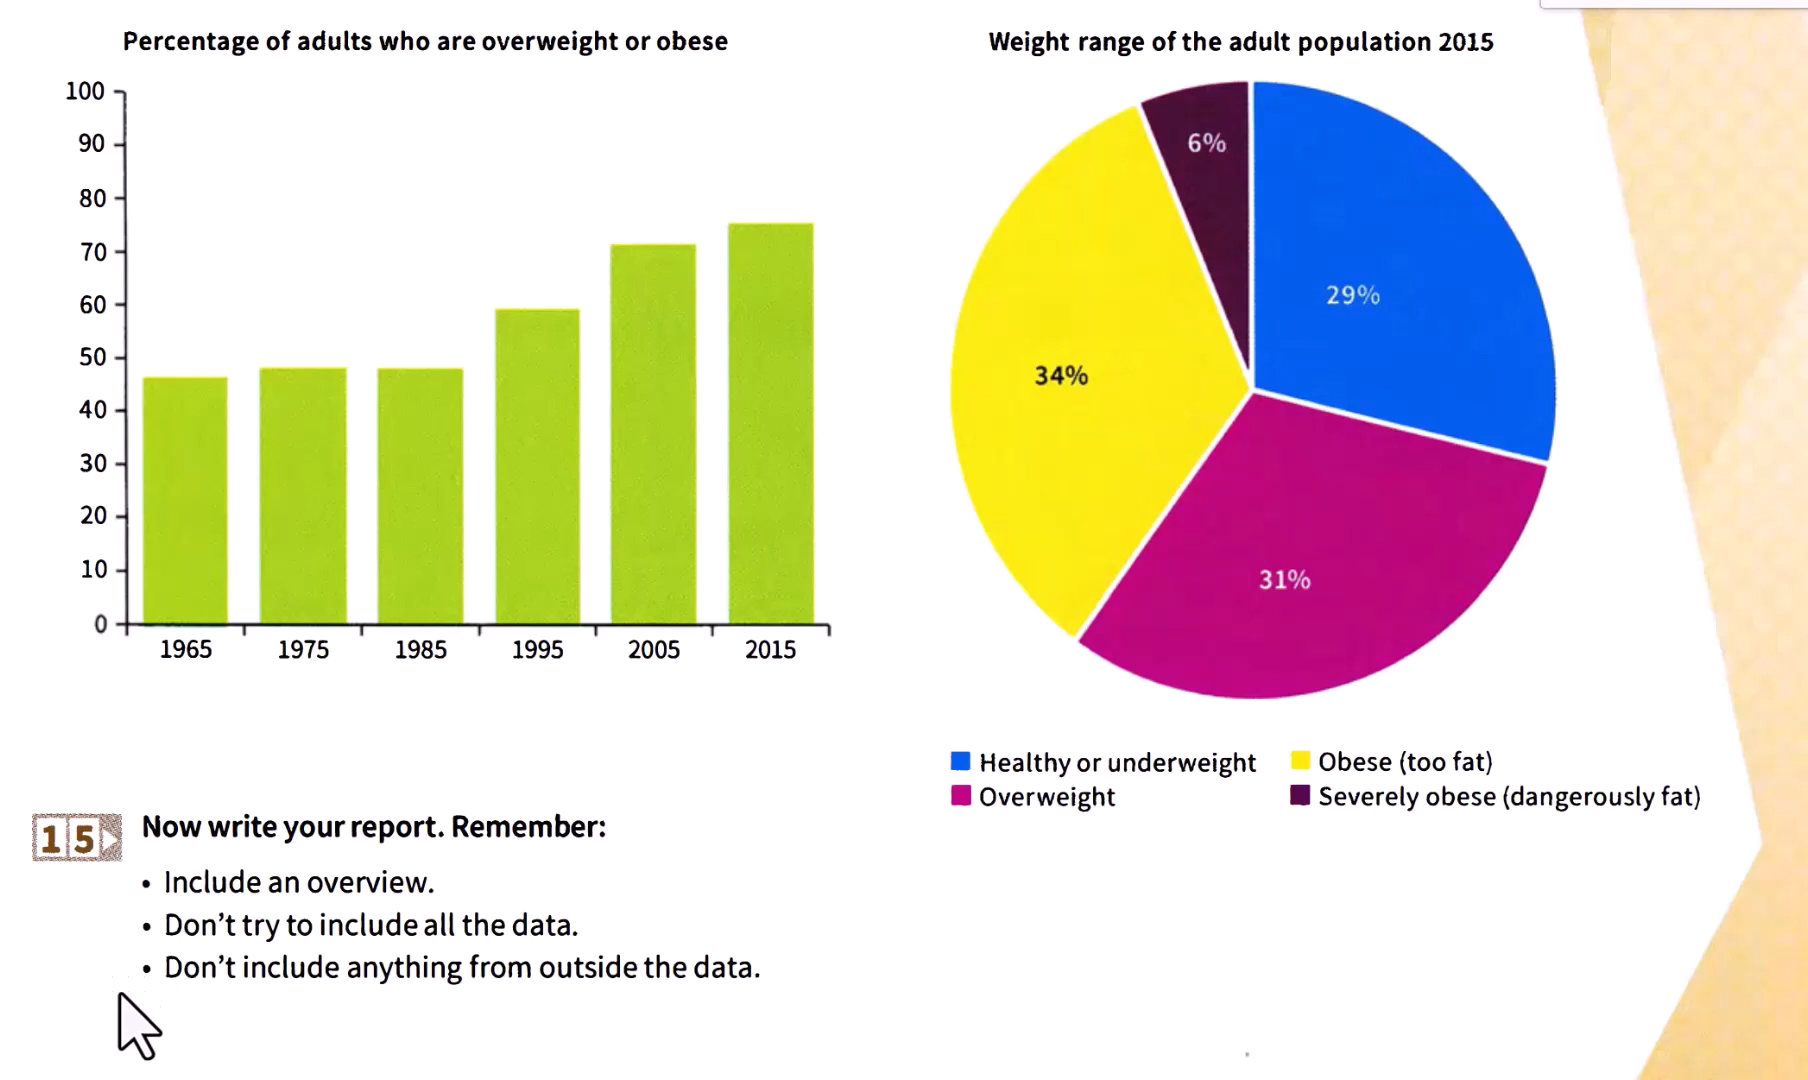 Percentage of adults who are overweight or obese
100
90
80
70
60
50
40
30
20
10
0
1965 1975 1985 1995 2005 2015
Weight range of the adult population 2015
6%
29%
34%
31%
Healthy or underweight
Obese (too fat)
Overweight
Severely obese (dangerously fat)
15
Now write your report. Remember:
• Include an overview.
• Don't try to include all the data.
• Don't include anything from outside the data.